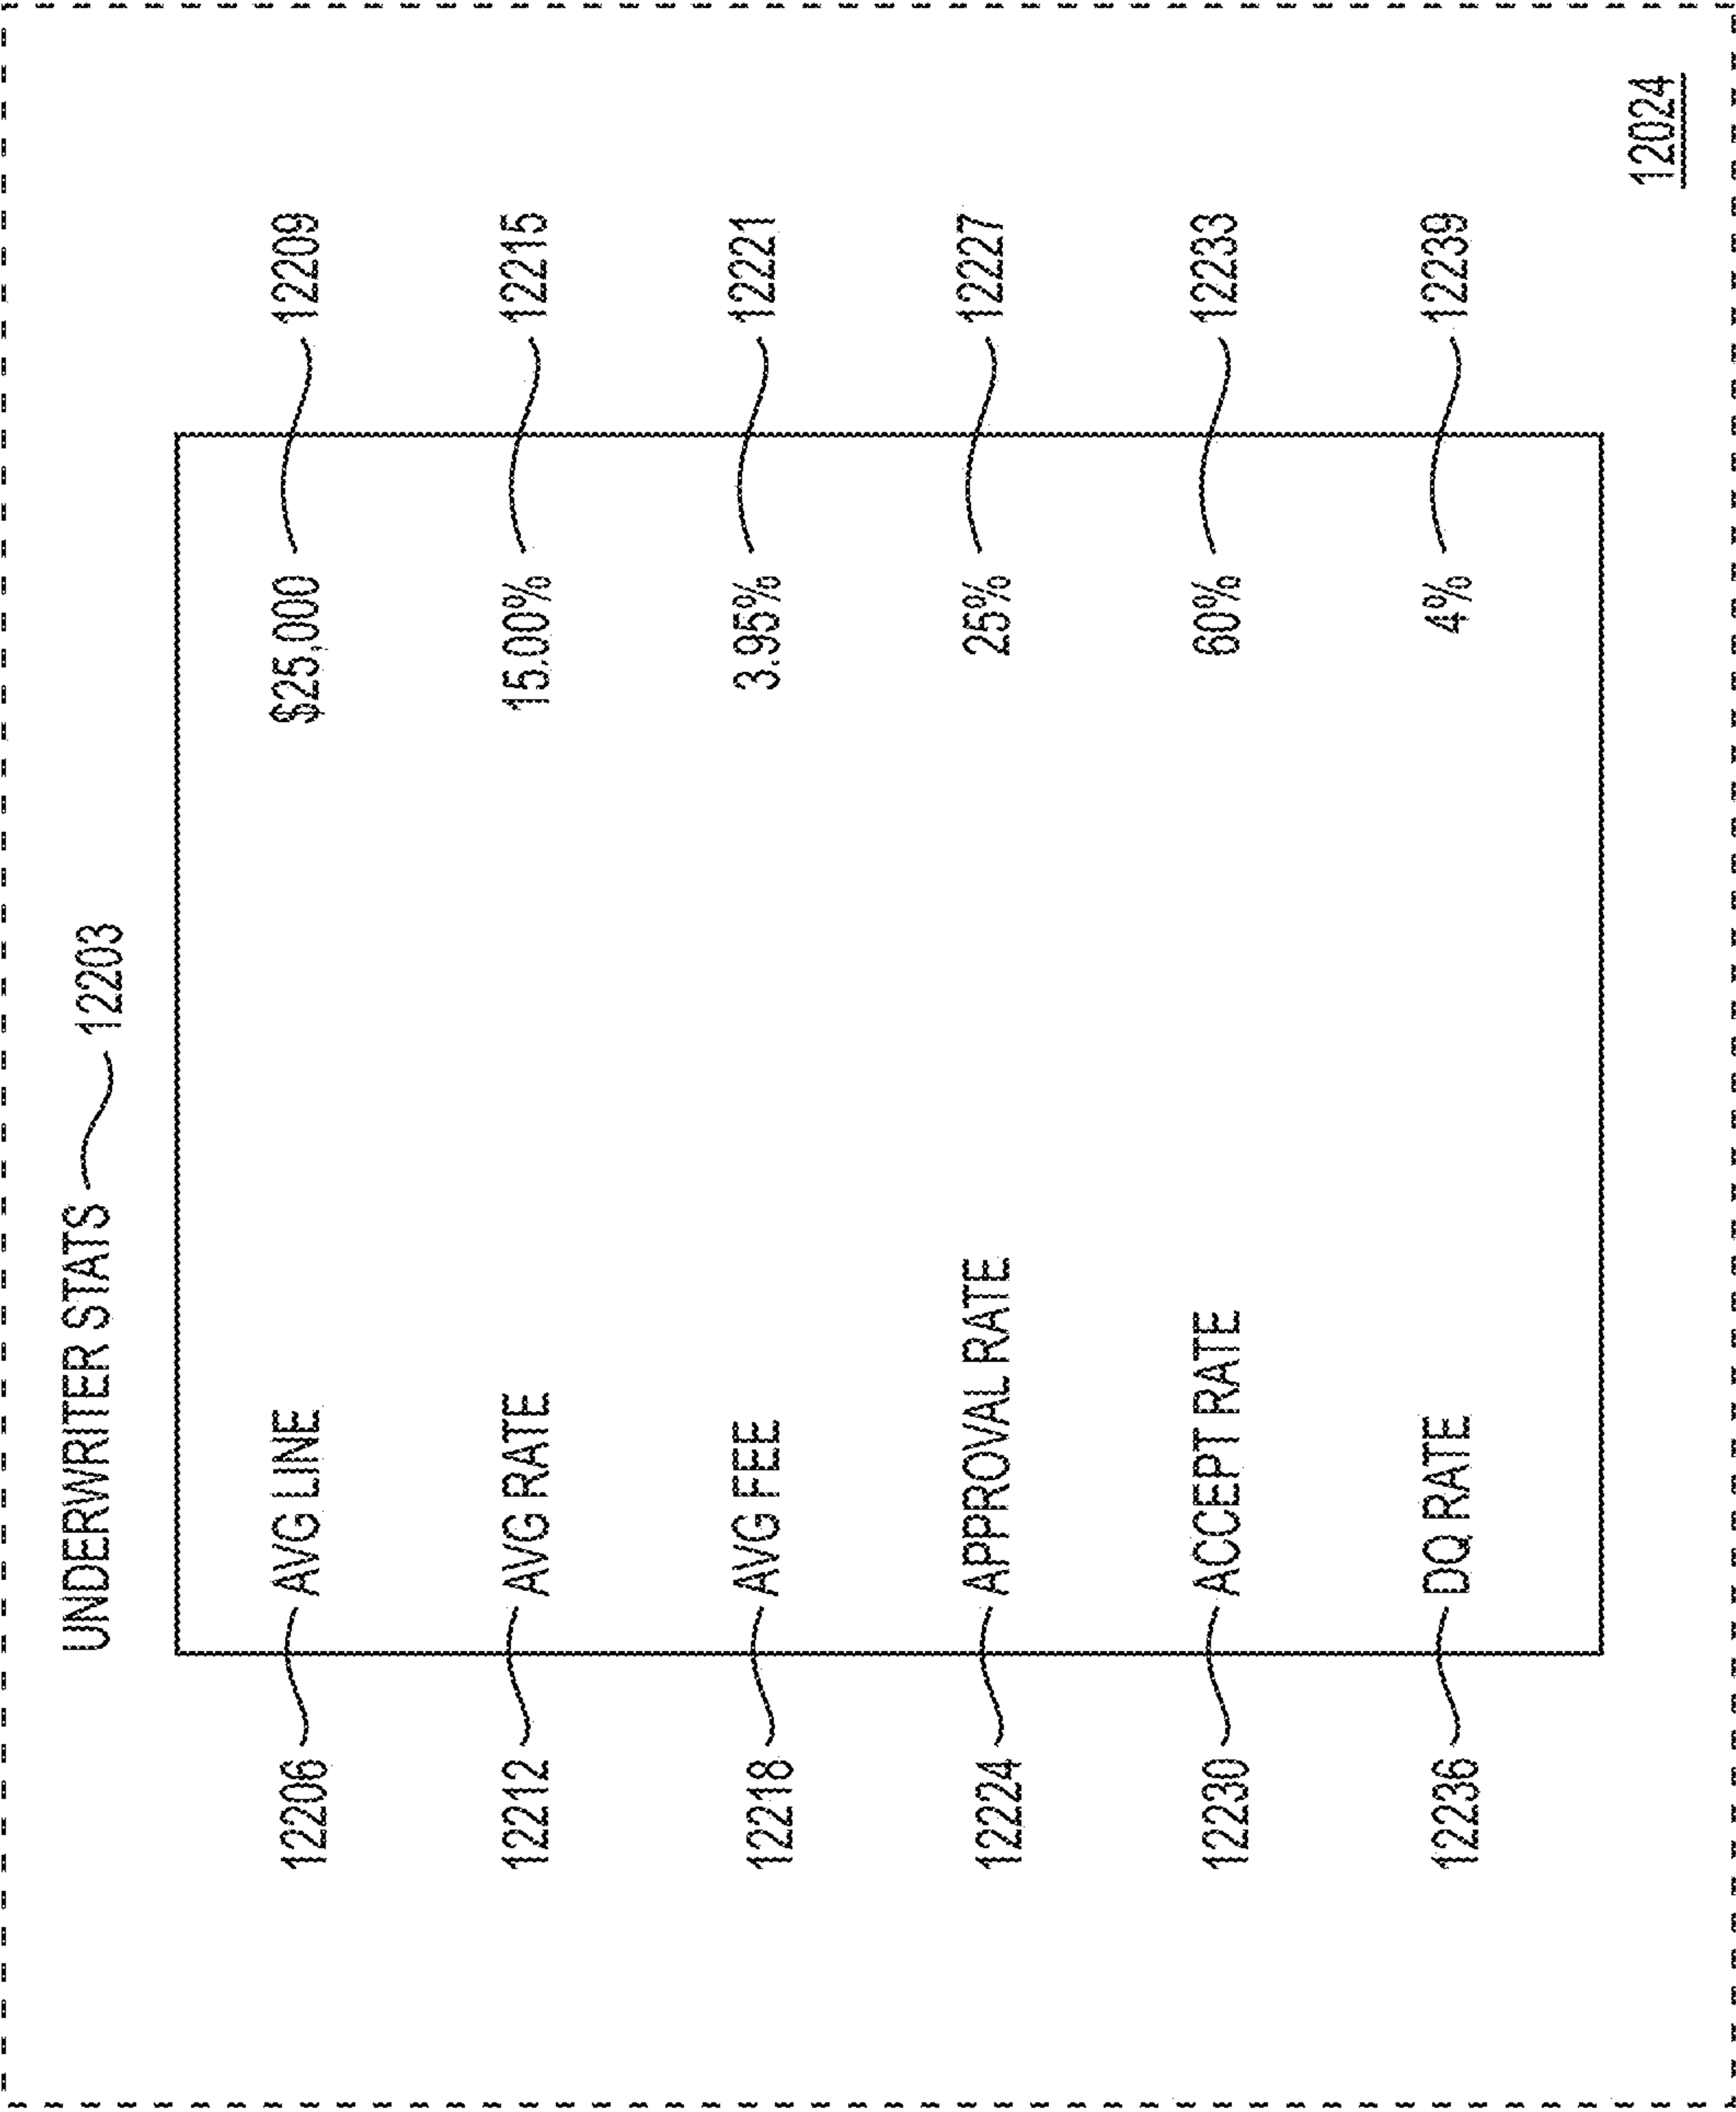 UNDERWRITER STATS 12203
12206 AVG LINE $25,000 12209
12212 AVG RATE 15.00% 12215
12218 AVG FEE 3.95% 12221
12224 APPROVAL RATE 25% 12227
12230 ACCEPT RATE 60% 12233
12236 DQ RATE 4% 12239
12024